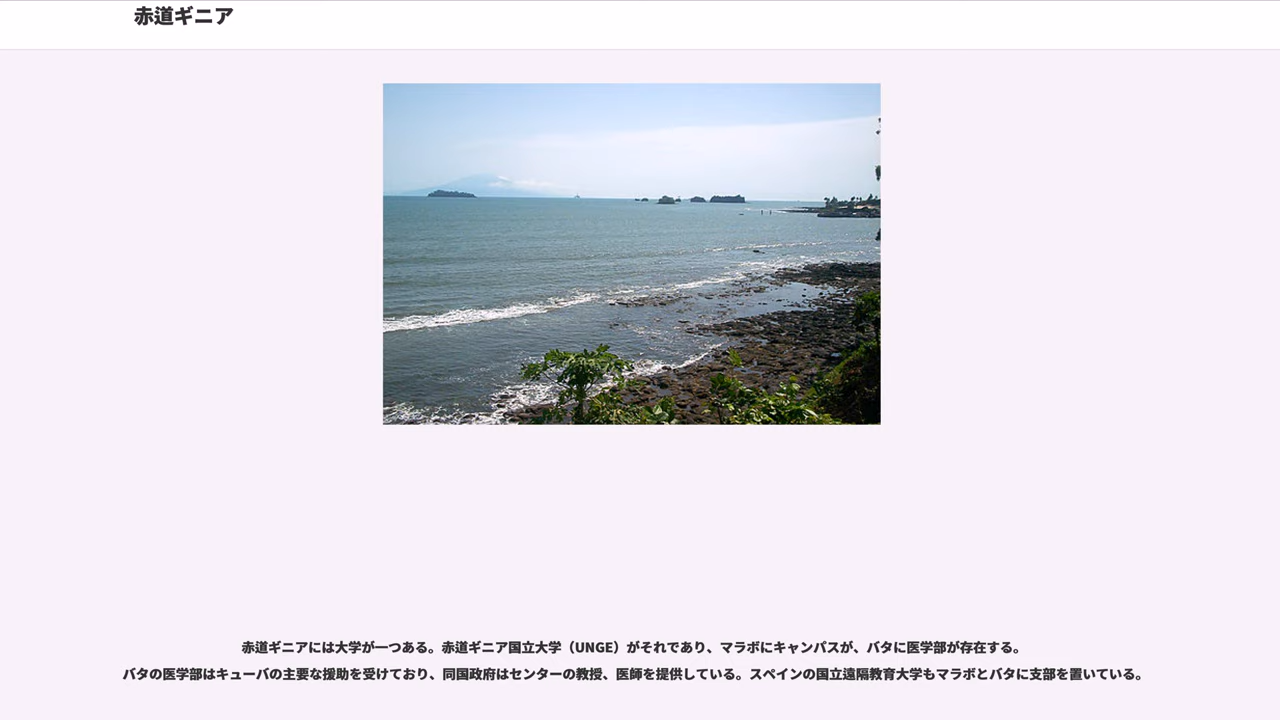 赤道ギニア
赤道ギニアには大学が一つある。赤道ギニア国立大学（UNGE）がそれであり、マラボにキャンパスが、バタに医学部が存在する。
バタの医学部はキューバの主要な援助を受けており、同国政府はセンターの教授、医師を提供している。スペインの国立遠隔教育大学もマラボとバタに支部を置いている。